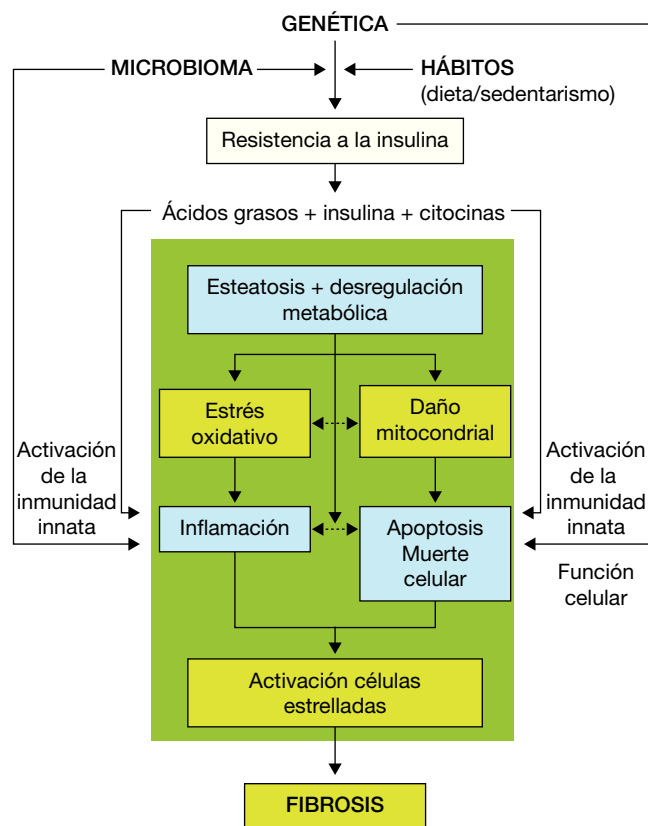 GENÉTICA
MICROBIOMA
HÁBITOS
(dieta/sedentarismo)
Resistencia a la insulina
Ácidos grasos + insulina + citocinas
Esteatosis + desregulación
metabólica
Estrés
oxidativo
Daño
mitocondrial
Activación
de la
inmunidad
innata
Inflamación
Apoptosis
Muerte
celular
Activación
de la
inmunidad
innata
Función
celular
Activación células
estrelladas
FIBROSIS